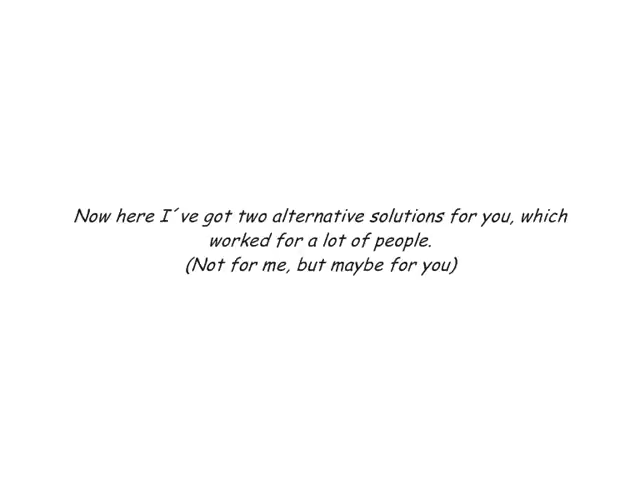 Now here I´ve got two alternative solutions for you, which
worked for a lot of people.
(Not for me, but maybe for you)